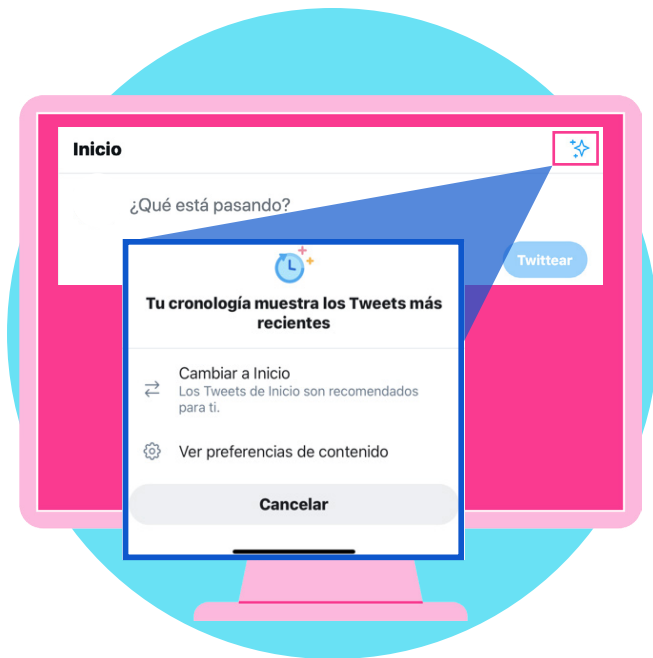 Inicio
¿Qué está pasando?
Twittear
Tu cronología muestra los Tweets más
recientes
Cambiar a Inicio
Los Tweets de Inicio son recomendados
para ti.
Ver preferencias de contenido
Cancelar